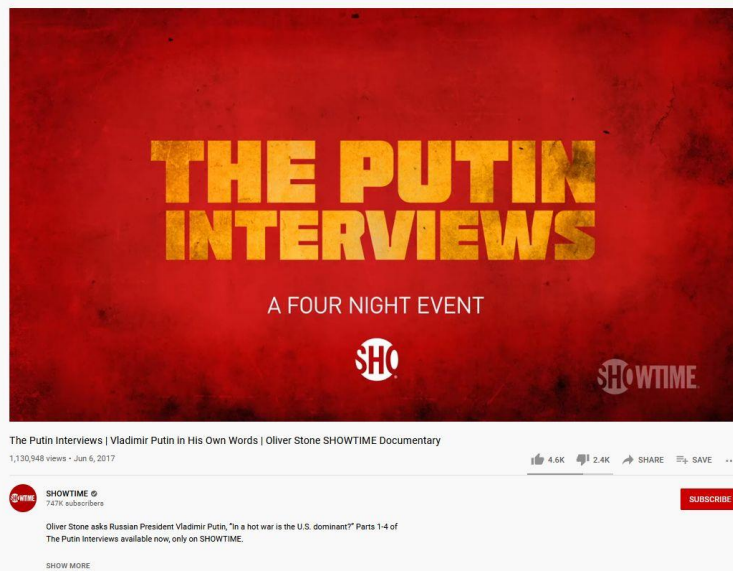 THE PUTIN
INTERVIEWS
A FOUR NIGHT EVENT
SHO
SHOWTIME
The Putin Interviews | Vladimir Putin in His Own Words | Oliver Stone SHOWTIME Documentary
1,130,948 views • Jun 6, 2017
4.6K 2.4K SHARE SAVE ...
SHOWTIME
SHOWTIME
747K subscribers
SUBSCRIBE
Oliver Stone asks Russian President Vladimir Putin, "In a hot war is the U.S. dominant?" Parts 1-4 of
The Putin Interviews available now, only on SHOWTIME.
SHOW MORE